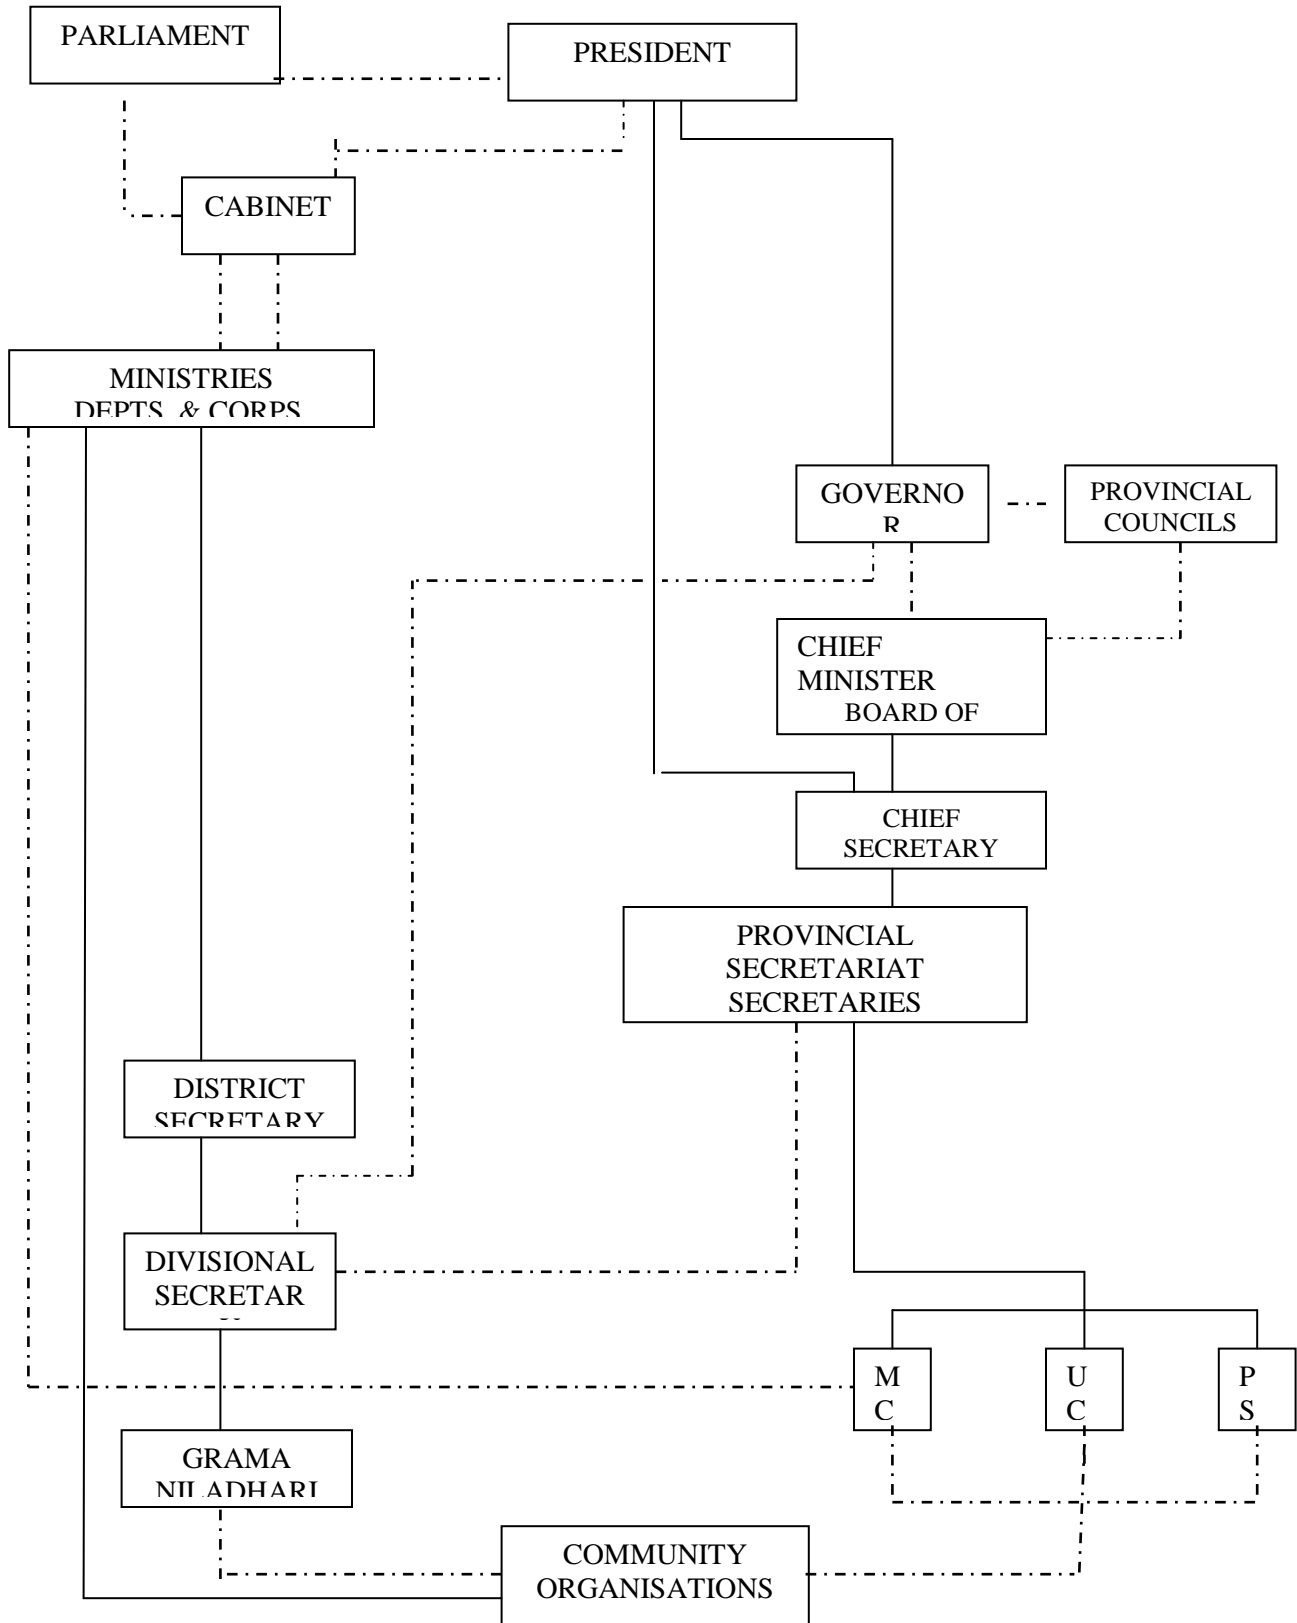 PARLIAMENT
PRESIDENT
CABINET
MINISTRIES
DEPTS. & CORPS
GOVERNO
R
PROVINCIAL
COUNCILS
CHIEF
MINISTER
BOARD OF
CHIEF
SECRETARY
PROVINCIAL
SECRETARIAT
SECRETARIES
DISTRICT
SECRETARY
DIVISIONAL
SECRETAR
M
C
U
C
P
S
GRAMA
NILADHARI
COMMUNITY
ORGANISATIONS